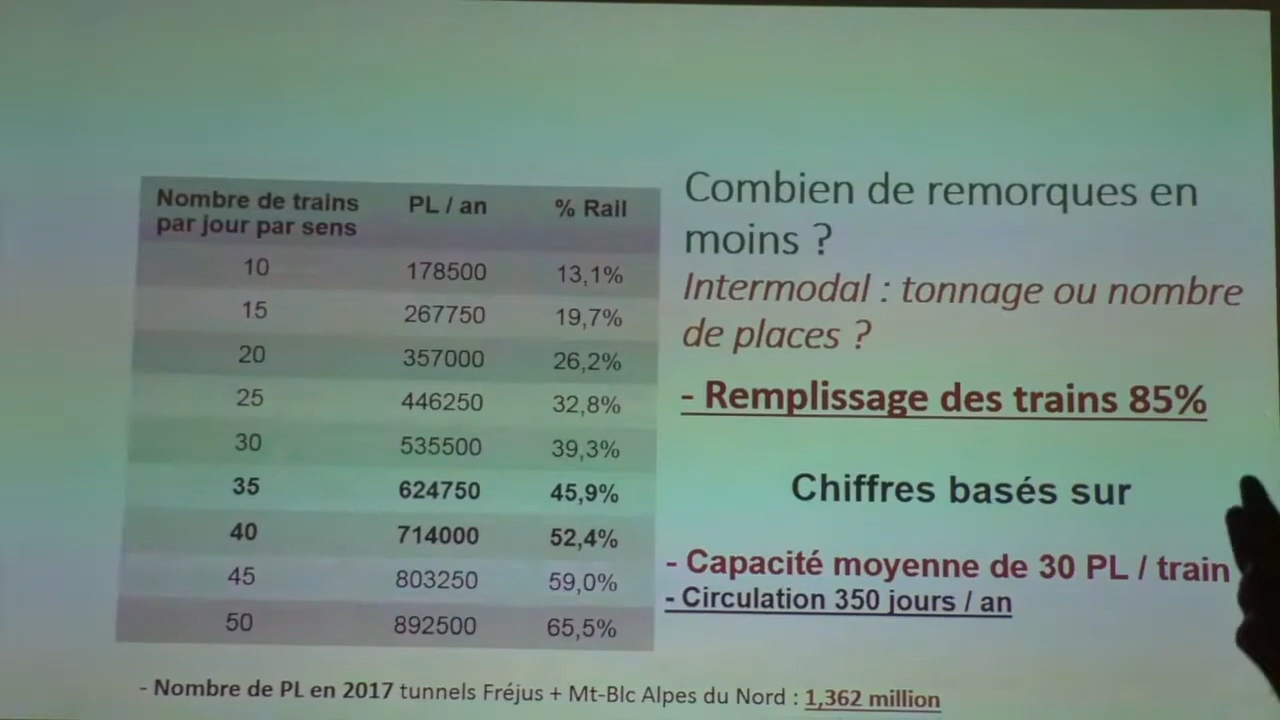 Nombre de trains par jour par sens PL / an % Rail
10 178500 13,1%
15 267750 19,7%
20 357000 26,2%
25 446250 32,8%
30 535500 39,3%
35 624750 45,9%
40 714000 52,4%
45 803250 59,0%
50 892500 65,5%
Combien de remorques en
moins ?
Intermodal : tonnage ou nombre
de places ?
- Remplissage des trains 85%
Chiffres basés sur
- Capacité moyenne de 30 PL / train
- Circulation 350 jours / an
- Nombre de PL en 2017 tunnels Fréjus + Mt-Blc Alpes du Nord : 1,362 million